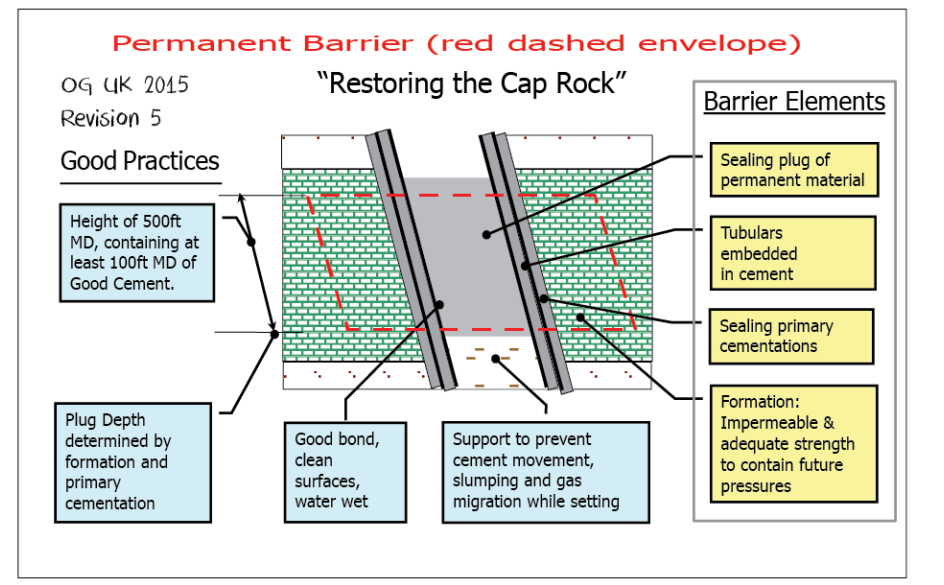 Permanent Barrier (red dashed envelope)
OG UK 2015
Revision 5
“Restoring the Cap Rock”
Good Practices
Height of 500ft
MD, containing at
least 100ft MD of
Good Cement.
Plug Depth
determined by
formation and
primary
cementation
Good bond,
clean
surfaces,
water wet
Support to prevent
cement movement,
slumping and gas
migration while setting
Barrier Elements
Sealing plug of
permanent material
Tubulars
embedded
in cement
Sealing primary
cementations
Formation:
Impermeable &
adequate strength
to contain future
pressures